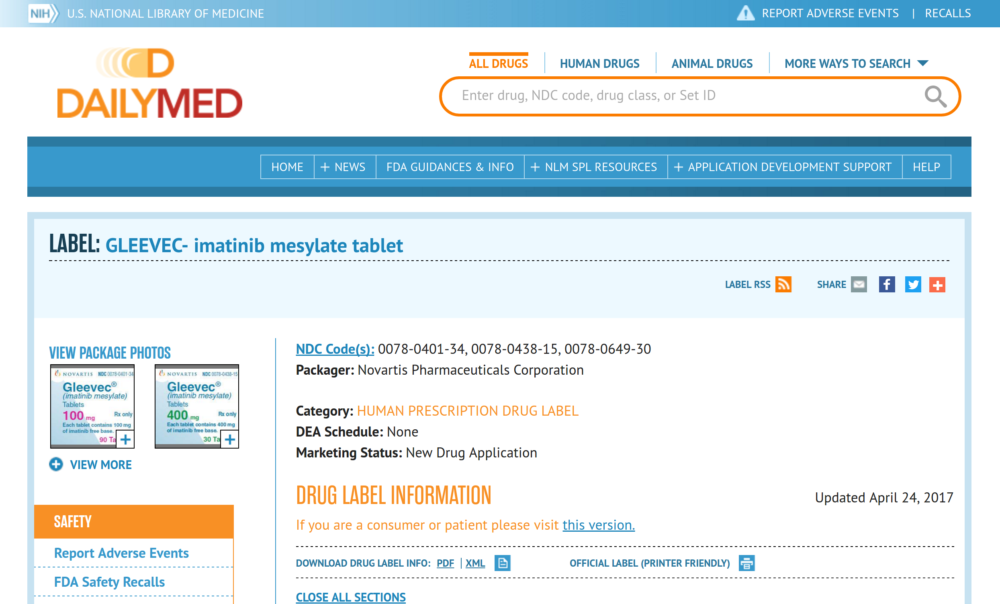 NIH U.S. NATIONAL LIBRARY OF MEDICINE
REPORT ADVERSE EVENTS | RECALLS
D
DAILYMED
ALL DRUGS HUMAN DRUGS ANIMAL DRUGS MORE WAYS TO SEARCH
Enter drug, NDC code, drug class, or Set ID
HOME + NEWS FDA GUIDANCES & INFO + NLM SPL RESOURCES + APPLICATION DEVELOPMENT SUPPORT HELP
LABEL: GLEEVEC- imatinib mesylate tablet
LABEL RSS SHARE
VIEW PACKAGE PHOTOS
NOVARTIS NDC 0078-0401-34
Gleevec®
(imatinib mesylate)
Tablets
100 mg Rx only
Each tablet contains 100 mg
of imatinib free base.
90 Ta
NOVARTIS NDC 0078-0438-15
Gleevec®
(imatinib mesylate)
Tablets
400 mg Rx only
Each tablet contains 400 mg
of imatinib free base.
30 Ta
VIEW MORE
SAFETY
Report Adverse Events
FDA Safety Recalls
NDC Code(s): 0078-0401-34, 0078-0438-15, 0078-0649-30
Packager: Novartis Pharmaceuticals Corporation
Category: HUMAN PRESCRIPTION DRUG LABEL
DEA Schedule: None
Marketing Status: New Drug Application
DRUG LABEL INFORMATION
Updated April 24, 2017
If you are a consumer or patient please visit this version.
DOWNLOAD DRUG LABEL INFO: PDF | XML OFFICIAL LABEL (PRINTER FRIENDLY)
CLOSE ALL SECTIONS